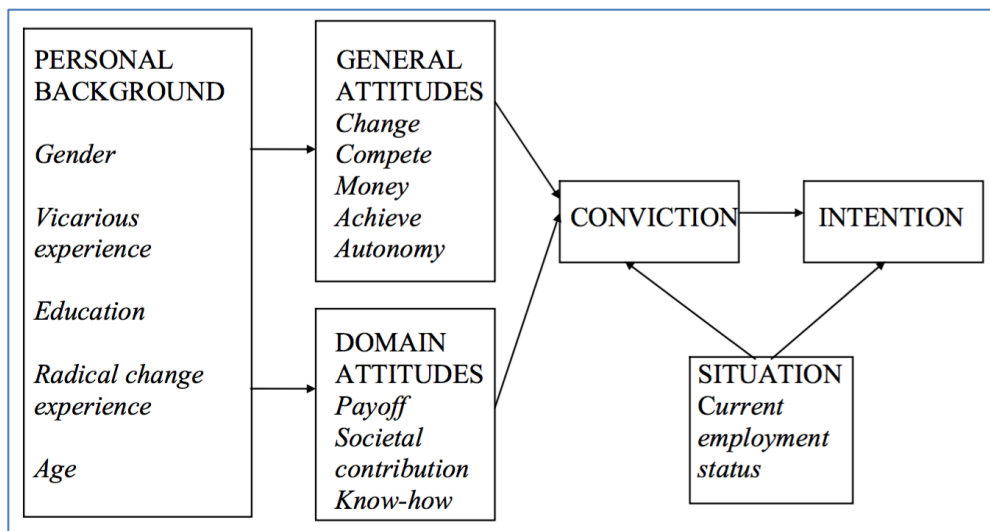 PERSONAL
BACKGROUND
Gender
Vicarious
experience
Education
Radical change
experience
Age
GENERAL
ATTITUDES
Change
Compete
Money
Achieve
Autonomy
DOMAIN
ATTITUDES
Payoff
Societal
contribution
Know-how
CONVICTION
INTENTION
SITUATION
Current
employment
status